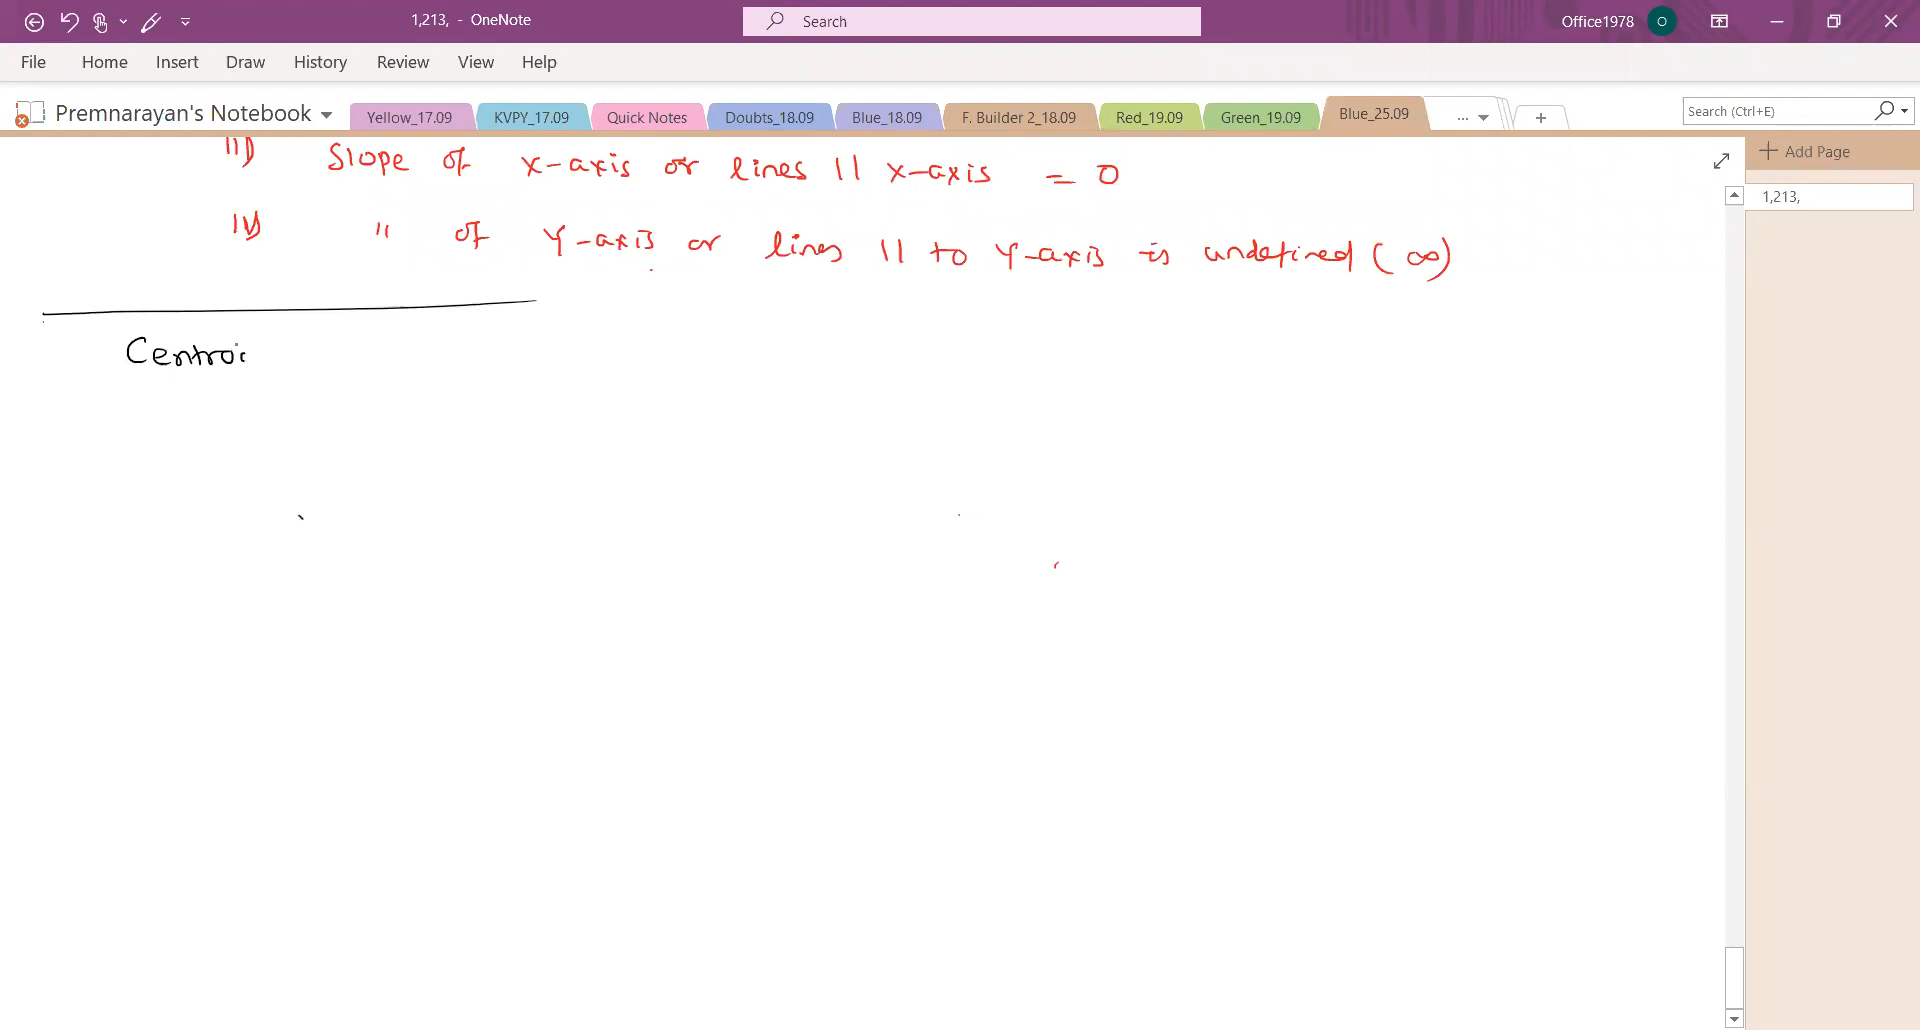 1,213, - OneNote
Search
Office1978
O
File Home Insert Draw History Review View Help
Premnarayan's Notebook
Yellow_17.09
KVPY_17.09
Quick Notes
Doubts_18.09
Blue_18.09
F. Builder 2_18.09
Red_19.09
Green_19.09
Blue_25.09
...
Search (Ctrl+E)
Add Page
1,213,
Slope of x-axis or lines || x-axis = 0
IV) " of Y-axis or lines || to Y-axis is undefined (∞)
Centroi